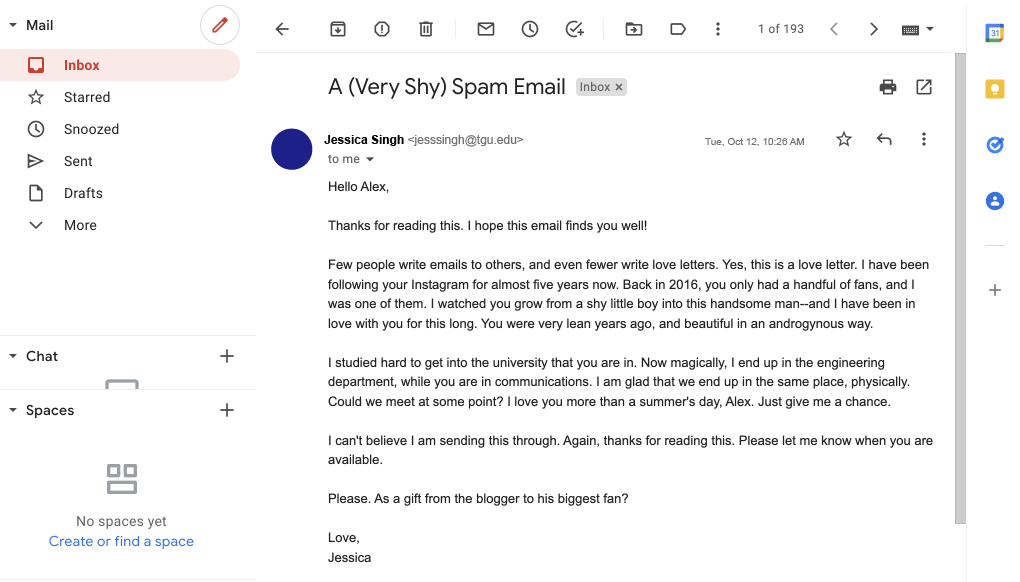 Mail
Inbox
Starred
Snoozed
Sent
Drafts
More
Chat
Spaces
No spaces yet
Create or find a space
1 of 193
A (Very Shy) Spam Email Inbox ×
Jessica Singh <jesssingh@tgu.edu> Tue, Oct 12, 10:26 AM
to me
Hello Alex,
Thanks for reading this. I hope this email finds you well!
Few people write emails to others, and even fewer write love letters. Yes, this is a love letter. I have been
following your Instagram for almost five years now. Back in 2016, you only had a handful of fans, and I
was one of them. I watched you grow from a shy little boy into this handsome man--and I have been in
love with you for this long. You were very lean years ago, and beautiful in an androgynous way.
I studied hard to get into the university that you are in. Now magically, I end up in the engineering
department, while you are in communications. I am glad that we end up in the same place, physically.
Could we meet at some point? I love you more than a summer's day, Alex. Just give me a chance.
I can't believe I am sending this through. Again, thanks for reading this. Please let me know when you are
available.
Please. As a gift from the blogger to his biggest fan?
Love,
Jessica
31